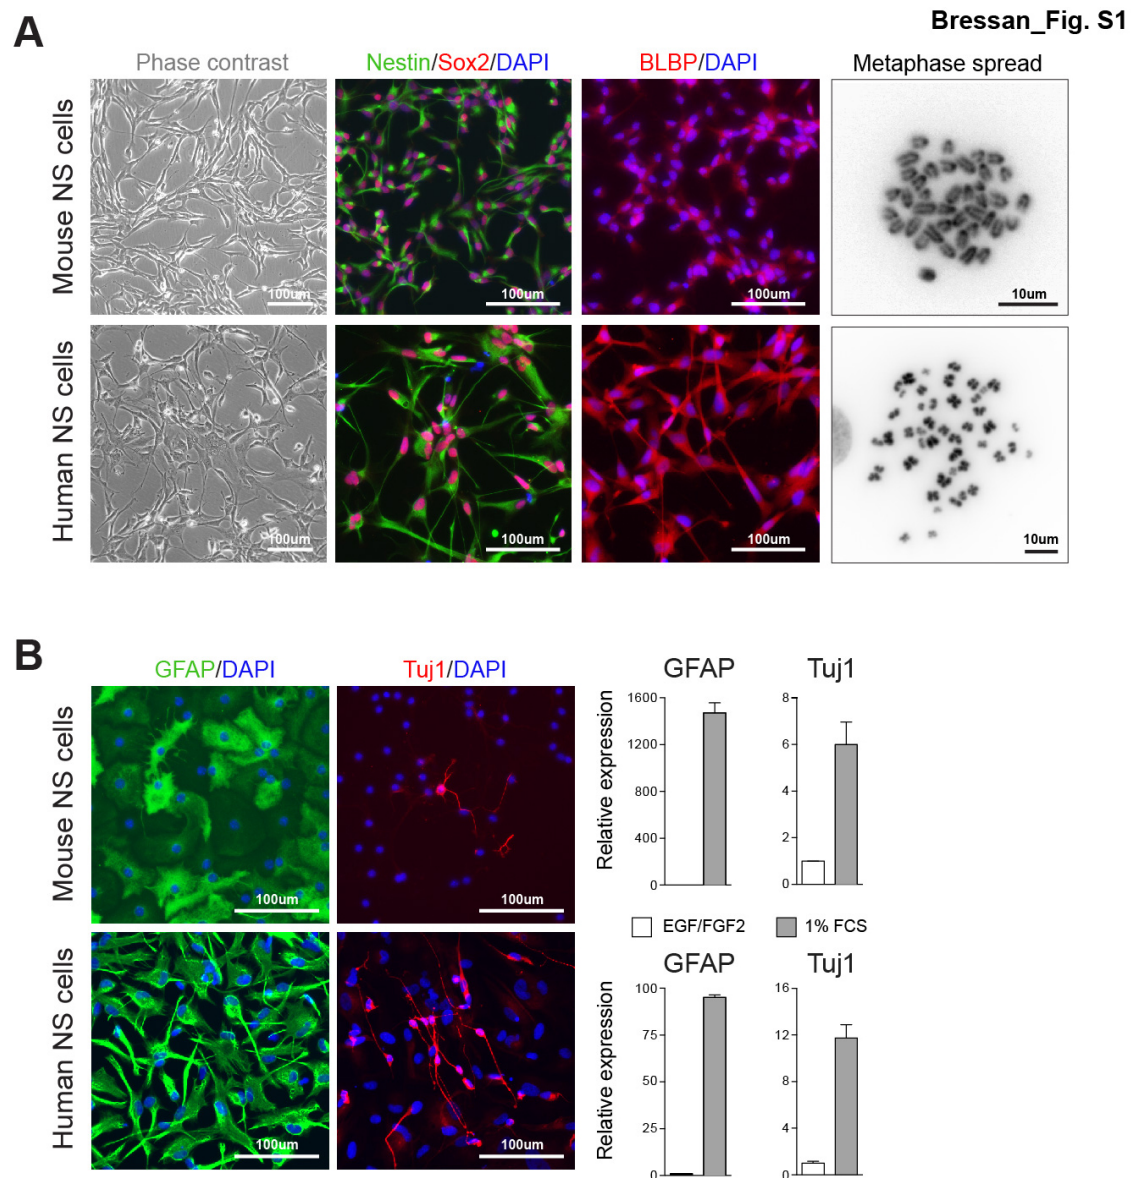 Bressan_Fig. S1
A
Phase contrast
Nestin/Sox2/DAPI
BLBP/DAPI
Metaphase spread
Mouse NS cells
100um
100um
100um
10um
Human NS cells
100um
100um
100um
10um
B
GFAP/DAPI
Tuj1/DAPI
GFAP
Tuj1
Mouse NS cells
100um
100um
Relative expression
1600
1200
800
400
0
8
6
4
2
0
EGF/FGF2
1% FCS
Human NS cells
100um
100um
GFAP
Tuj1
Relative expression
100
75
50
25
0
16
12
8
4
0